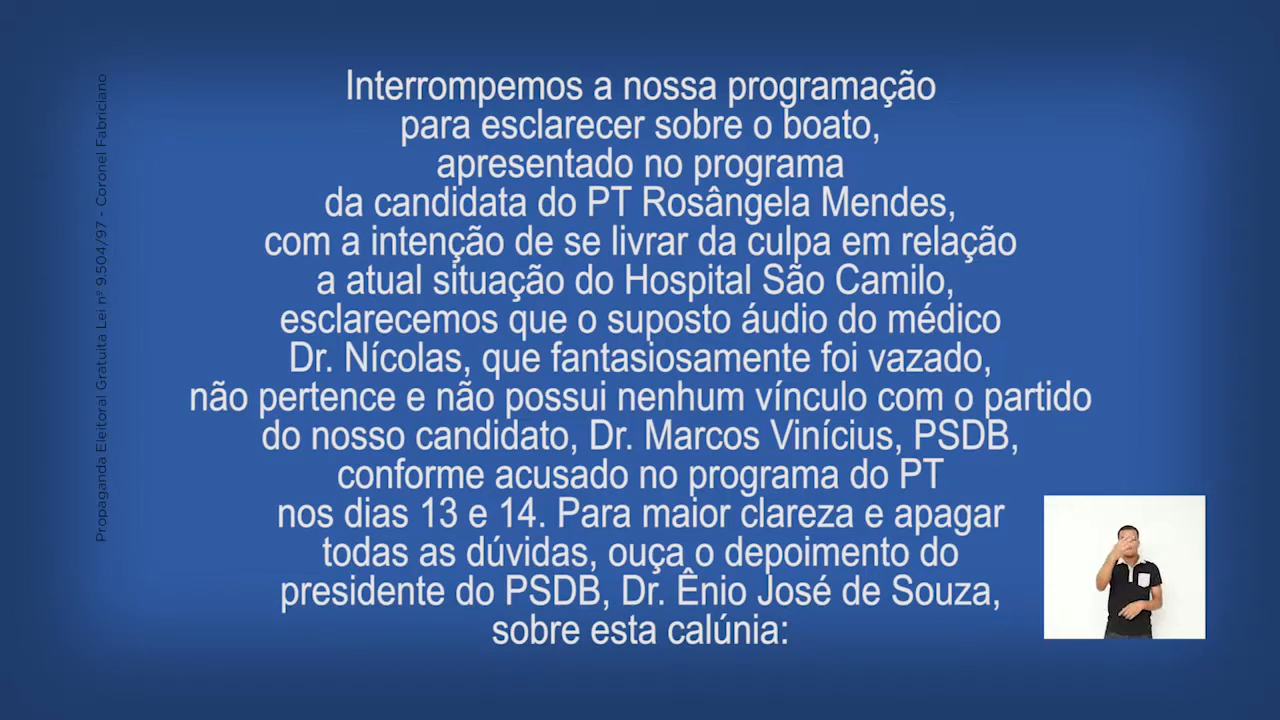 Interrompemos a nossa programação
para esclarecer sobre o boato,
apresentado no programa
da candidata do PT Rosângela Mendes,
com a intenção de se livrar da culpa em relação
a atual situação do Hospital São Camilo,
esclarecemos que o suposto áudio do médico
Dr. Nícolas, que fantasiosamente foi vazado,
não pertence e não possui nenhum vínculo com o partido
do nosso candidato, Dr. Marcos Vinícius, PSDB,
conforme acusado no programa do PT
nos dias 13 e 14. Para maior clareza e apagar
todas as dúvidas, ouça o depoimento do
presidente do PSDB, Dr. Ênio José de Souza,
sobre esta calúnia:
Propaganda Eleitoral Gratuita Lei nº 9.504/97 - Coronel Fabriciano